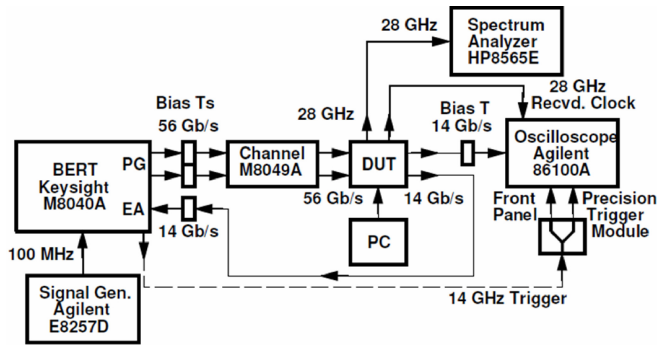 28 GHz
Spectrum
Analyzer
HP8565E
28 GHz
Recvd. Clock
Bias Ts
56 Gb/s
28 GHz
Bias T
14 Gb/s
BERT
Keysight
M8040A
PG
EA
Channel
M8049A
DUT
Oscilloscope
Agilent
86100A
56 Gb/s
14 Gb/s
14 Gb/s
Front
Panel
Precision
Trigger
Module
PC
100 MHz
Signal Gen.
Agilent
E8257D
14 GHz Trigger